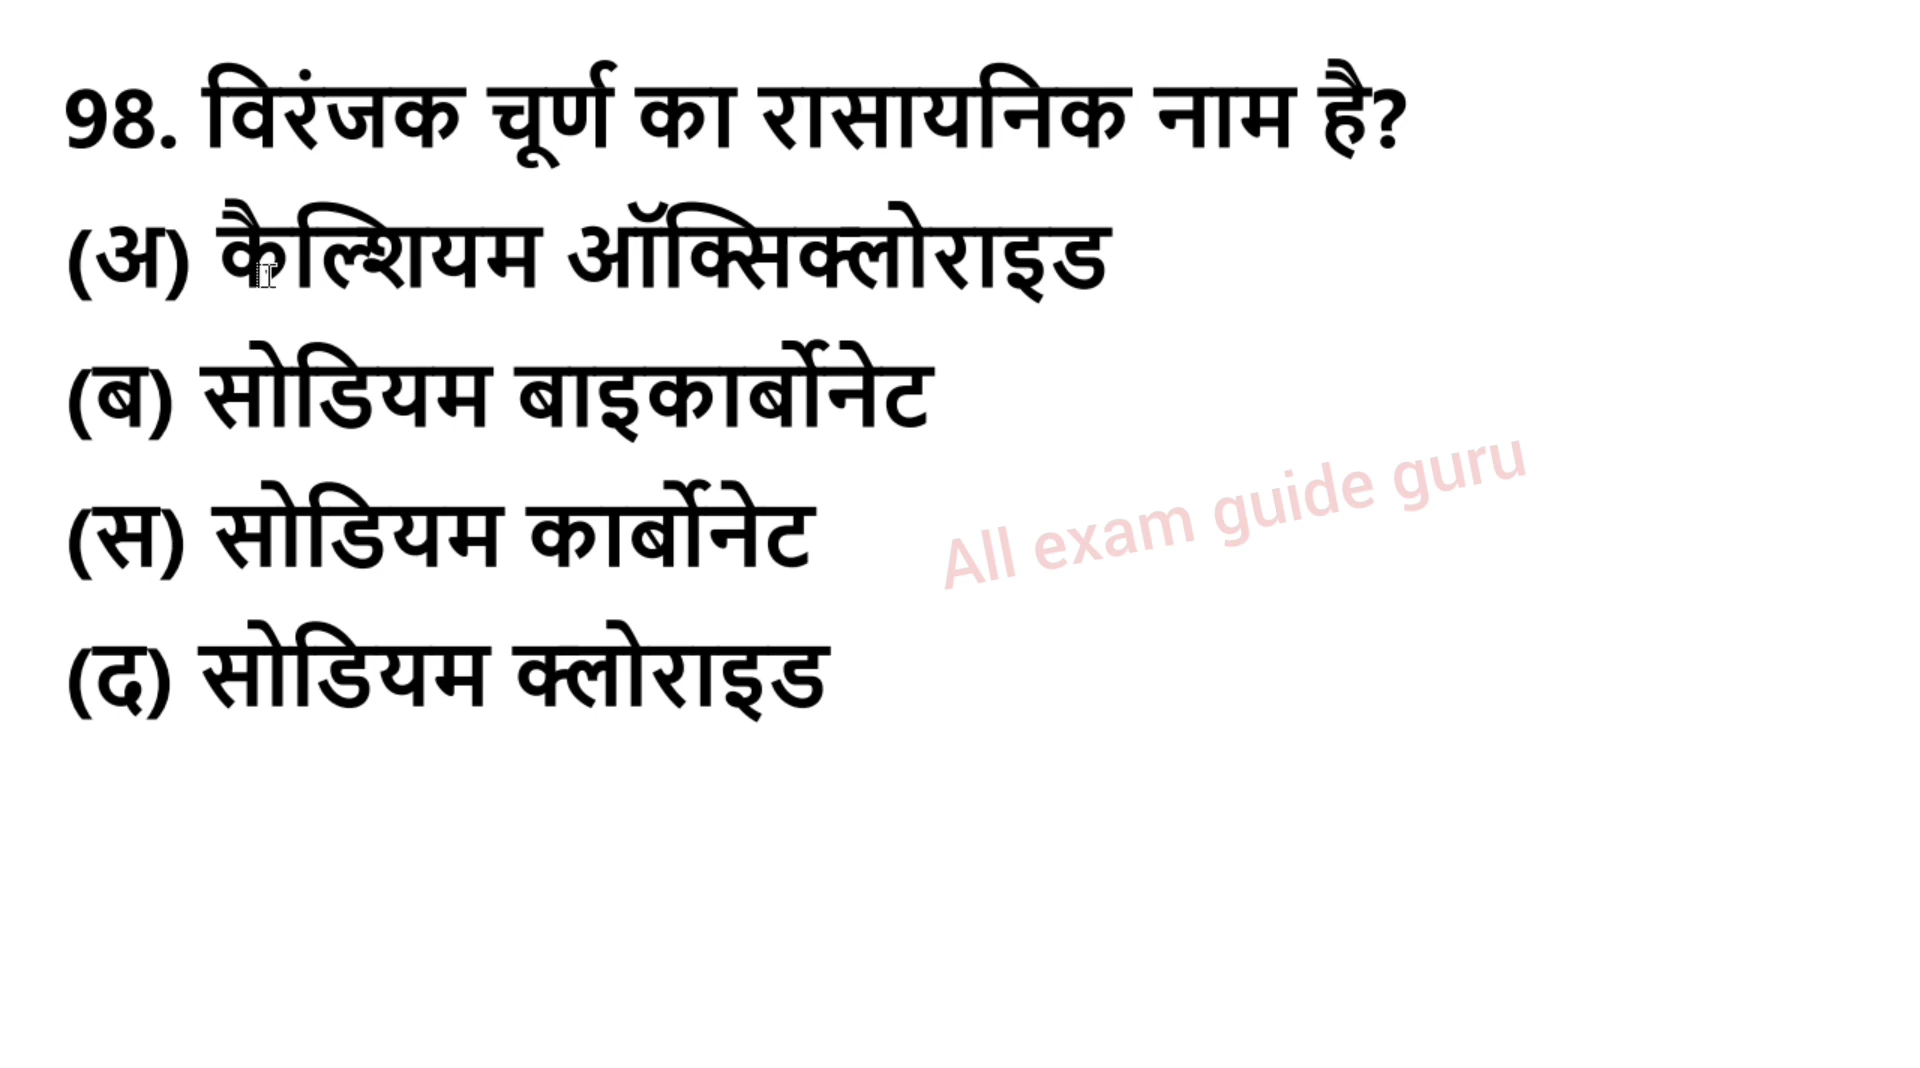 98. विरंजक चूर्ण का रासायनिक नाम है?
(अ) कैल्शियम ऑक्सिक्लोराइड
(ब) सोडियम बाइकार्बोनेट
(स) सोडियम कार्बोनेट
(द) सोडियम क्लोराइड
All exam guide guru